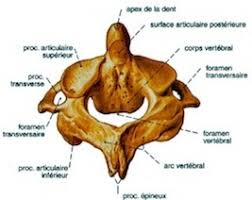 apex de la dent
surface articulaire postérieure
proc. articulaire
supérieur
corps vertébral
proc.
transverse
foramen
transversaire
foramen
transversaire
foramen
vertébral
proc. articulaire
inférieur
arc vertébral
proc. épineux